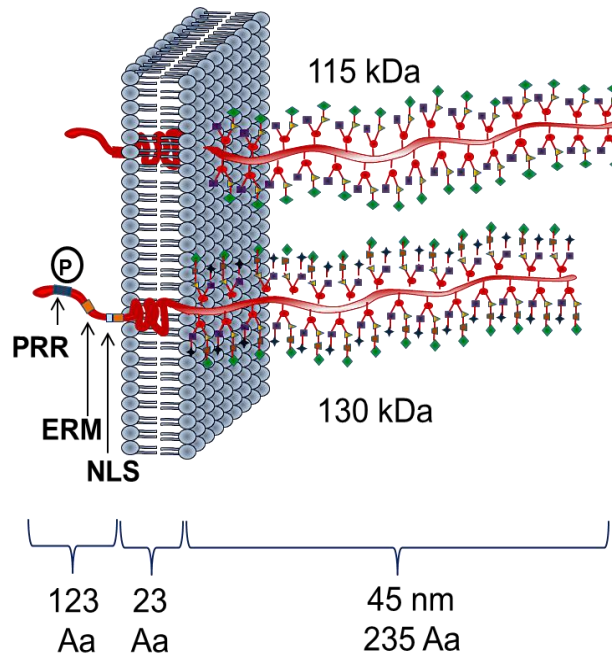 115 kDa
P
PRR
ERM
NLS
130 kDa
123
Aa
23
Aa
45 nm
235 Aa